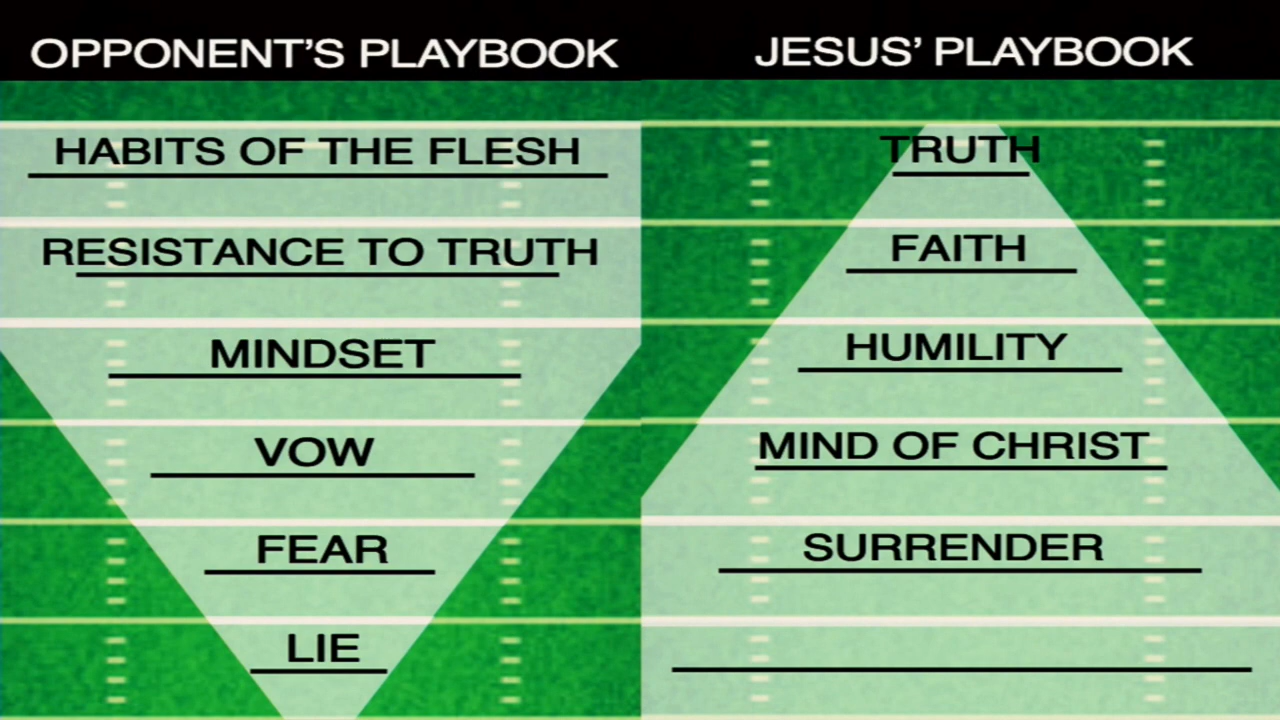 OPPONENT'S PLAYBOOK
HABITS OF THE FLESH
RESISTANCE TO TRUTH
MINDSET
VOW
FEAR
LIE
JESUS' PLAYBOOK
TRUTH
FAITH
HUMILITY
MIND OF CHRIST
SURRENDER